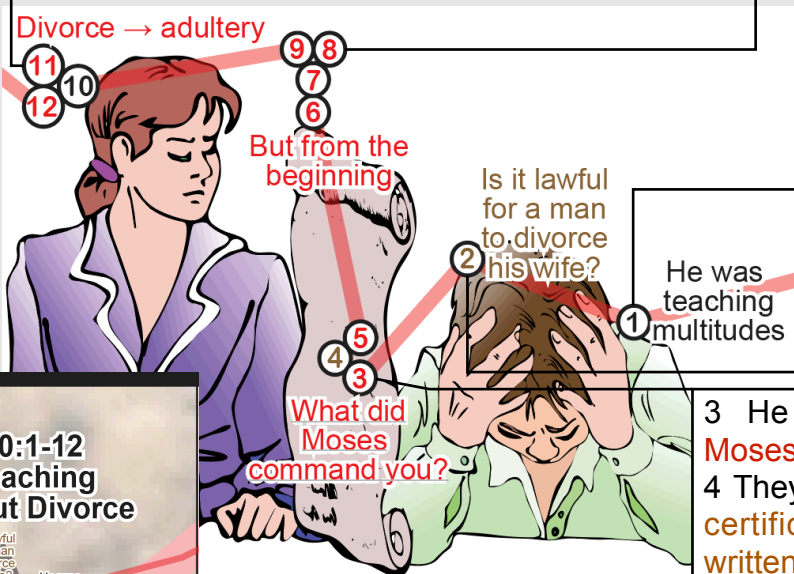 Divorce → adultery
9 8
11
10
7
12
6
But from the
beginning
Is it lawful
for a man
to divorce
his wife?
2
He was
teaching
multitudes
1
5
4
3
What did
Moses
command you?
0:1-12
aching
ut Divorce
3 He
Moses
4 They
certific
written